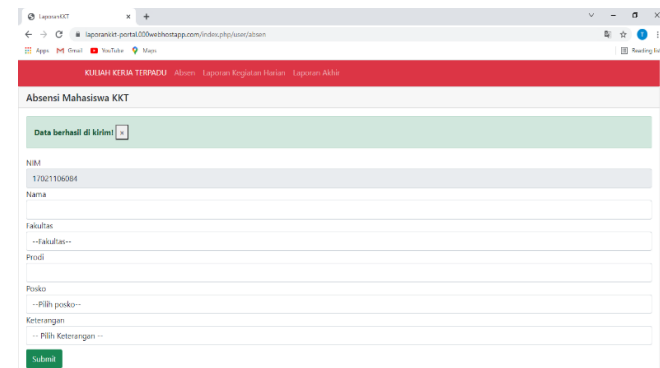 LaporanKKT
laporankit-portal.000webhostapp.com/index.php/user/absen
Apps Gmail YouTube Maps Reading list
KULIAH KERJA TERPADU Absen Laporan Kegiatan Harian Laporan Akhir
Absensi Mahasiswa KKT
Data berhasil di kirim! ×
NIM
17021106084
Nama
Fakultas
--Fakultas--
Prodi
Posko
--Pilih posko--
Keterangan
-- Pilih Keterangan --
Submit